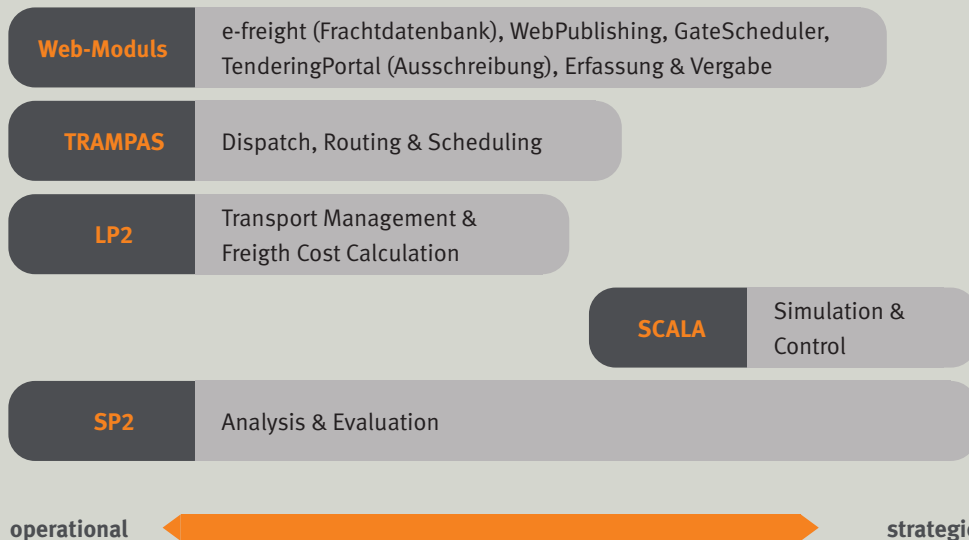 Web-Moduls
e-freight (Frachtdatenbank), WebPublishing, GateScheduler,
TenderingPortal (Ausschreibung), Erfassung & Vergabe
TRAMPAS
Dispatch, Routing & Scheduling
LP2
Transport Management &
Freigth Cost Calculation
SCALA
Simulation &
Control
SP2
Analysis & Evaluation
operational
strategic